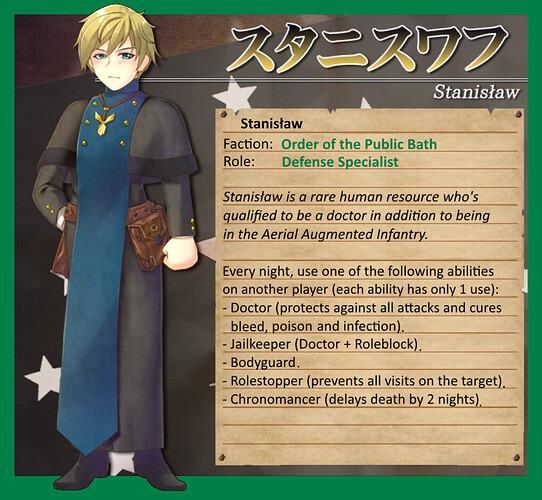 スタニスワフ
Stanisław
Stanisław
Faction: Order of the Public Bath
Role: Defense Specialist
Stanisław is a rare human resource who's
qualified to be a doctor in addition to being
in the Aerial Augmented Infantry.
Every night, use one of the following abilities
on another player (each ability has only 1 use):
- Doctor (protects against all attacks and cures
bleed, poison and infection).
- Jailkeeper (Doctor + Roleblock).
- Bodyguard.
- Rolestopper (prevents all visits on the target).
- Chronomancer (delays death by 2 nights).